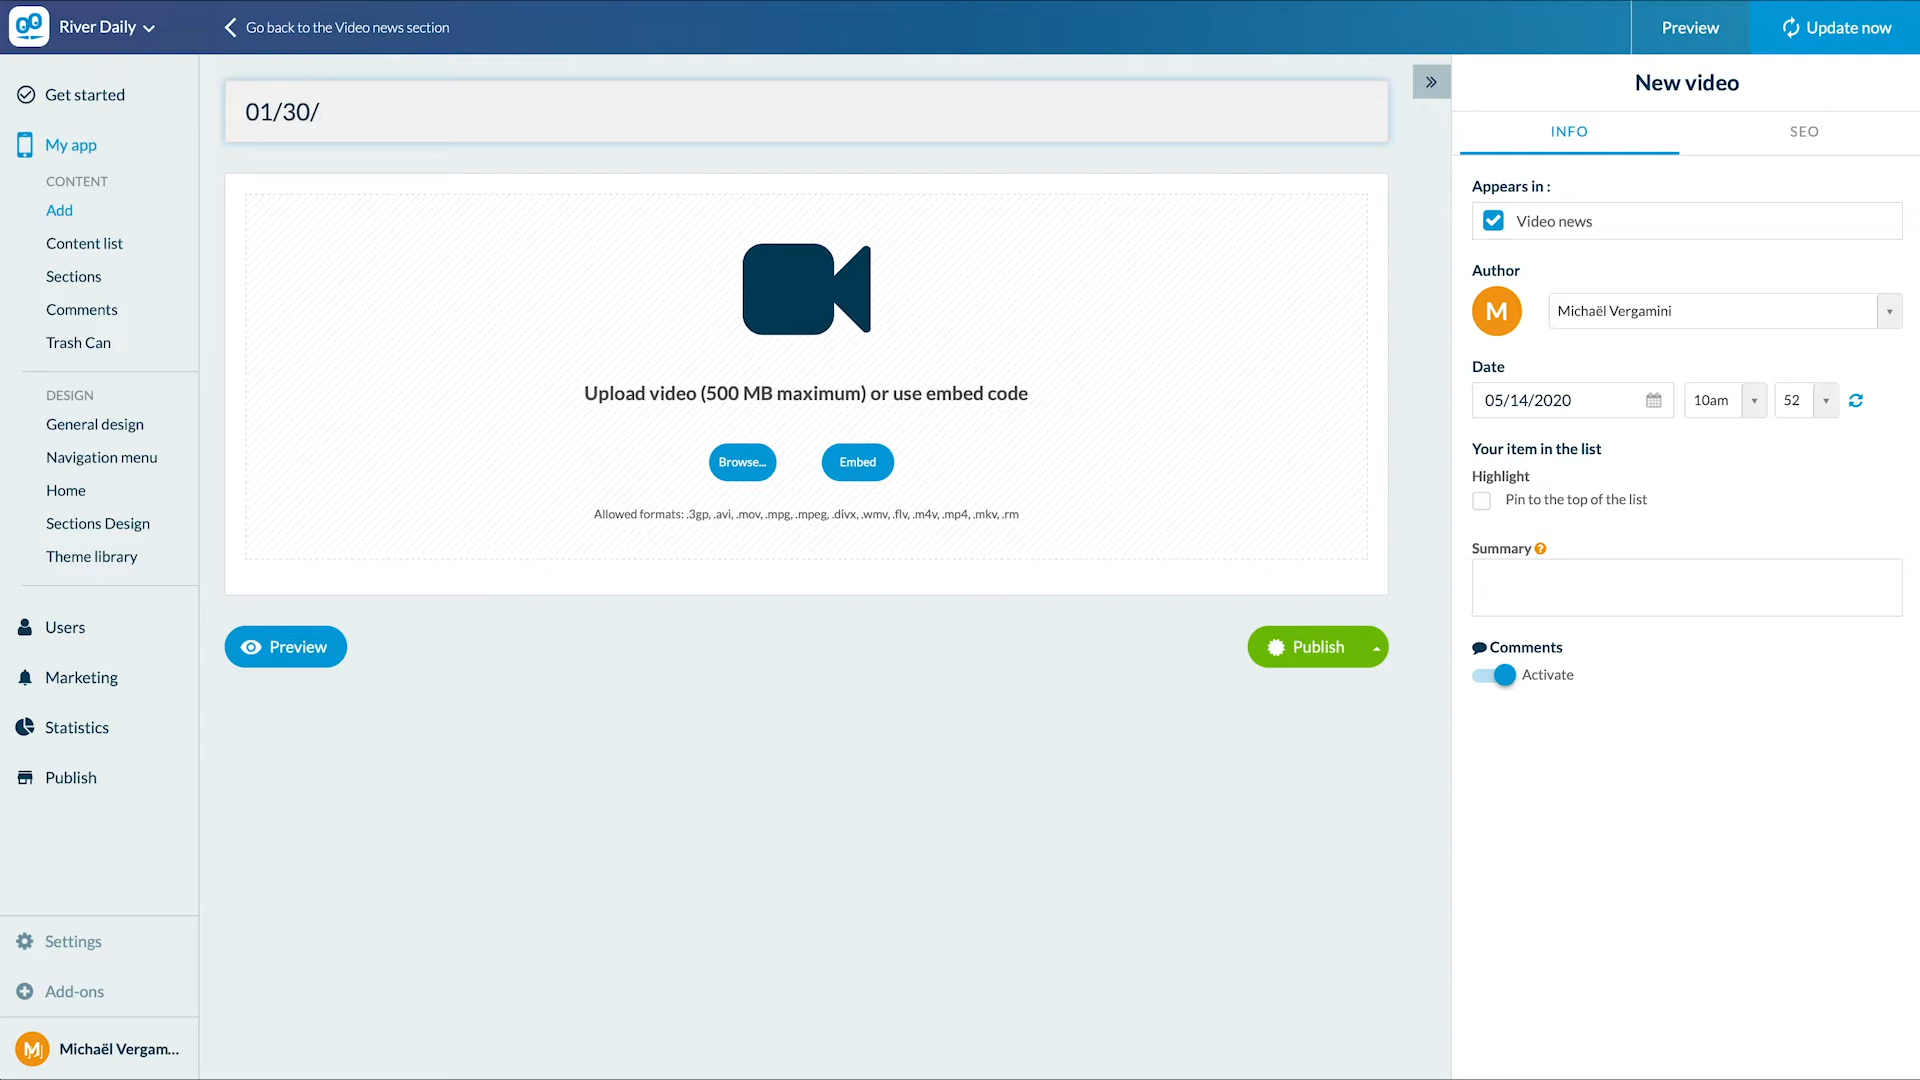 River Daily
Go back to the Video news section
Preview
Update now
Get started
My app
CONTENT
Add
Content list
Sections
Comments
Trash Can
DESIGN
General design
Navigation menu
Home
Sections Design
Theme library
Users
Marketing
Statistics
Publish
Settings
Add-ons
M Michaël Vergam...
01/30/
Upload video (500 MB maximum) or use embed code
Browse... Embed
Allowed formats: .3gp, .avi, .mov, .mpg, .mpeg, .divx, .wmv, .flv, .m4v, .mp4, .mkv, .rm
Preview
Publish
New video
INFO SEO
Appears in :
Video news
Author
M Michaël Vergamini
Date
05/14/2020 10am 52
Your item in the list
Highlight
Pin to the top of the list
Summary ?
Comments
Activate